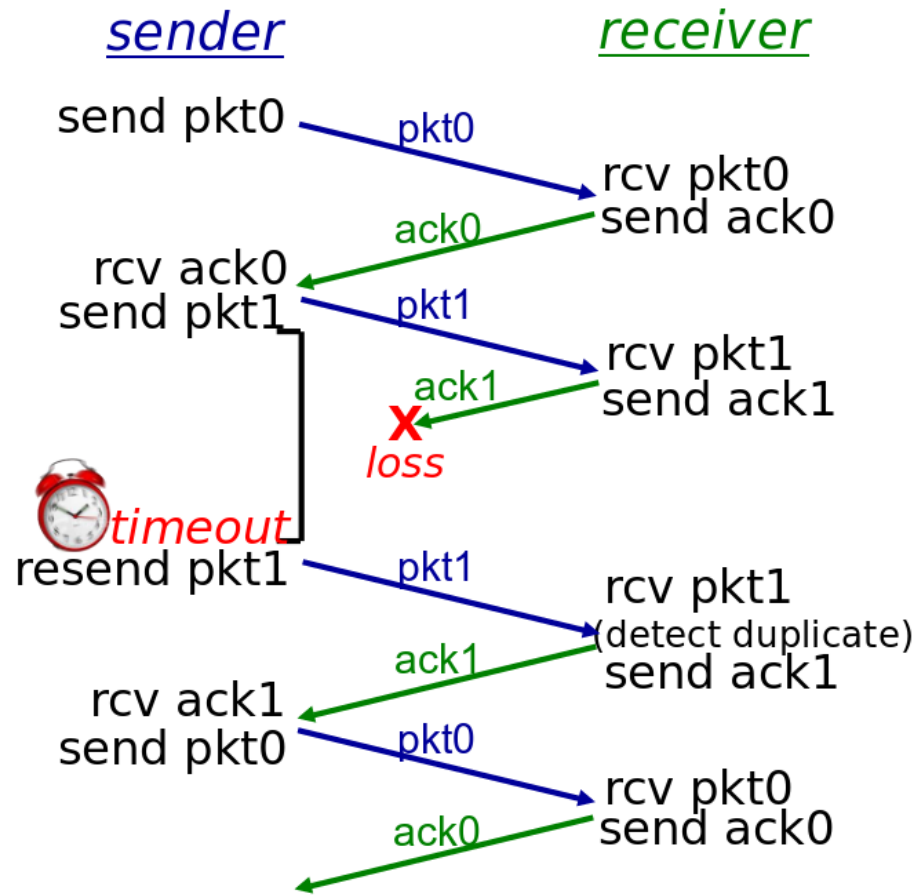 sender
receiver
send pkt0
pkt0
rcv pkt0
send ack0
ack0
rcv ack0
send pkt1
pkt1
rcv pkt1
send ack1
ack1
X
loss
timeout
resend pkt1
pkt1
rcv pkt1
(detect duplicate)
send ack1
ack1
rcv ack1
send pkt0
pkt0
rcv pkt0
send ack0
ack0